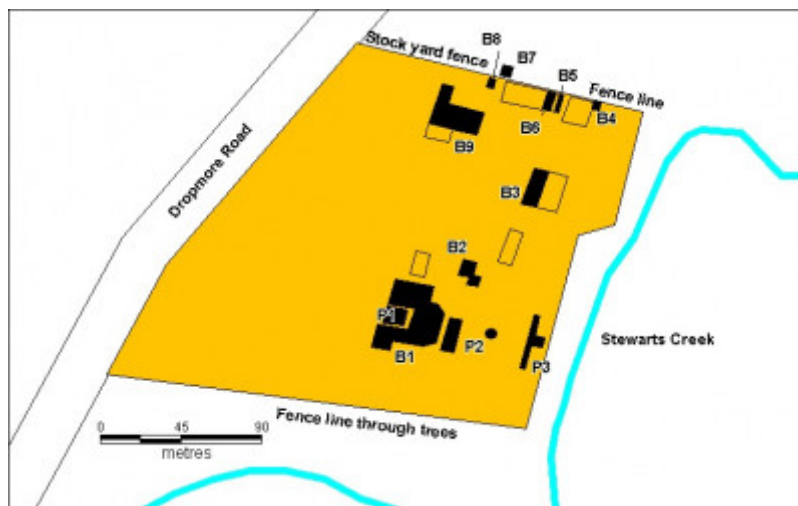 B8
B7
Stock yard fence
B5
Fence line
B6
B4
B9
Dropmore Road
B3
B2
P1
Stewarts Creek
P2
B1
P3
Fence line through trees
0 45 90
metres